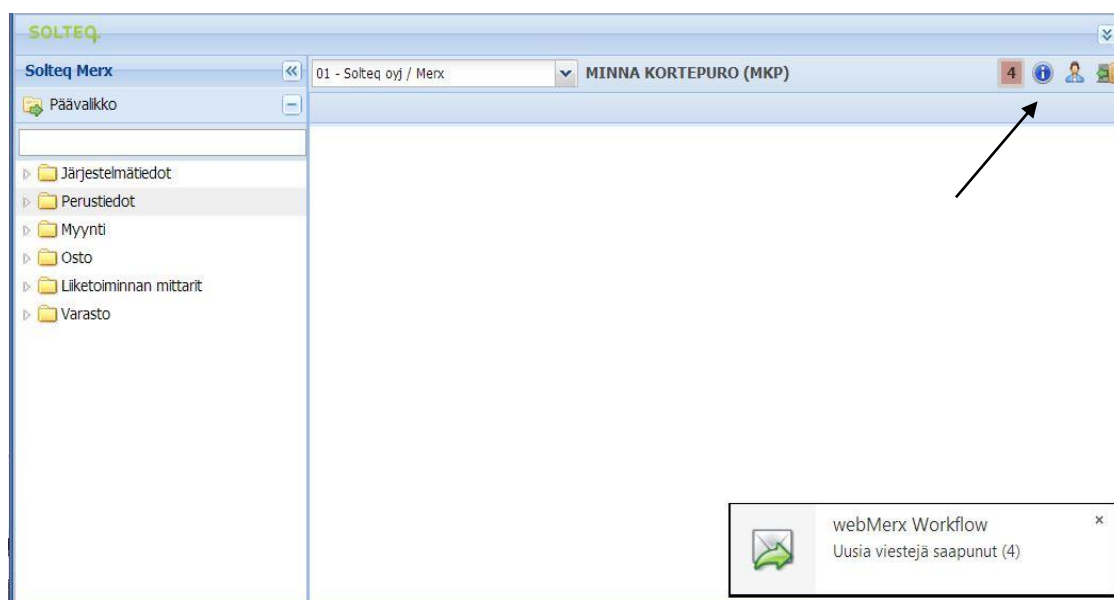 SOLTEQ
Solteq Merx
01 - Solteq oyj / Merx
MINNA KORTEPURO (MKP)
4
Päävalikko
Järjestelmätiedot
Perustiedot
Myynti
Osto
Liiketoiminnan mittarit
Varasto
webMerx Workflow
Uusia viestejä saapunut (4)